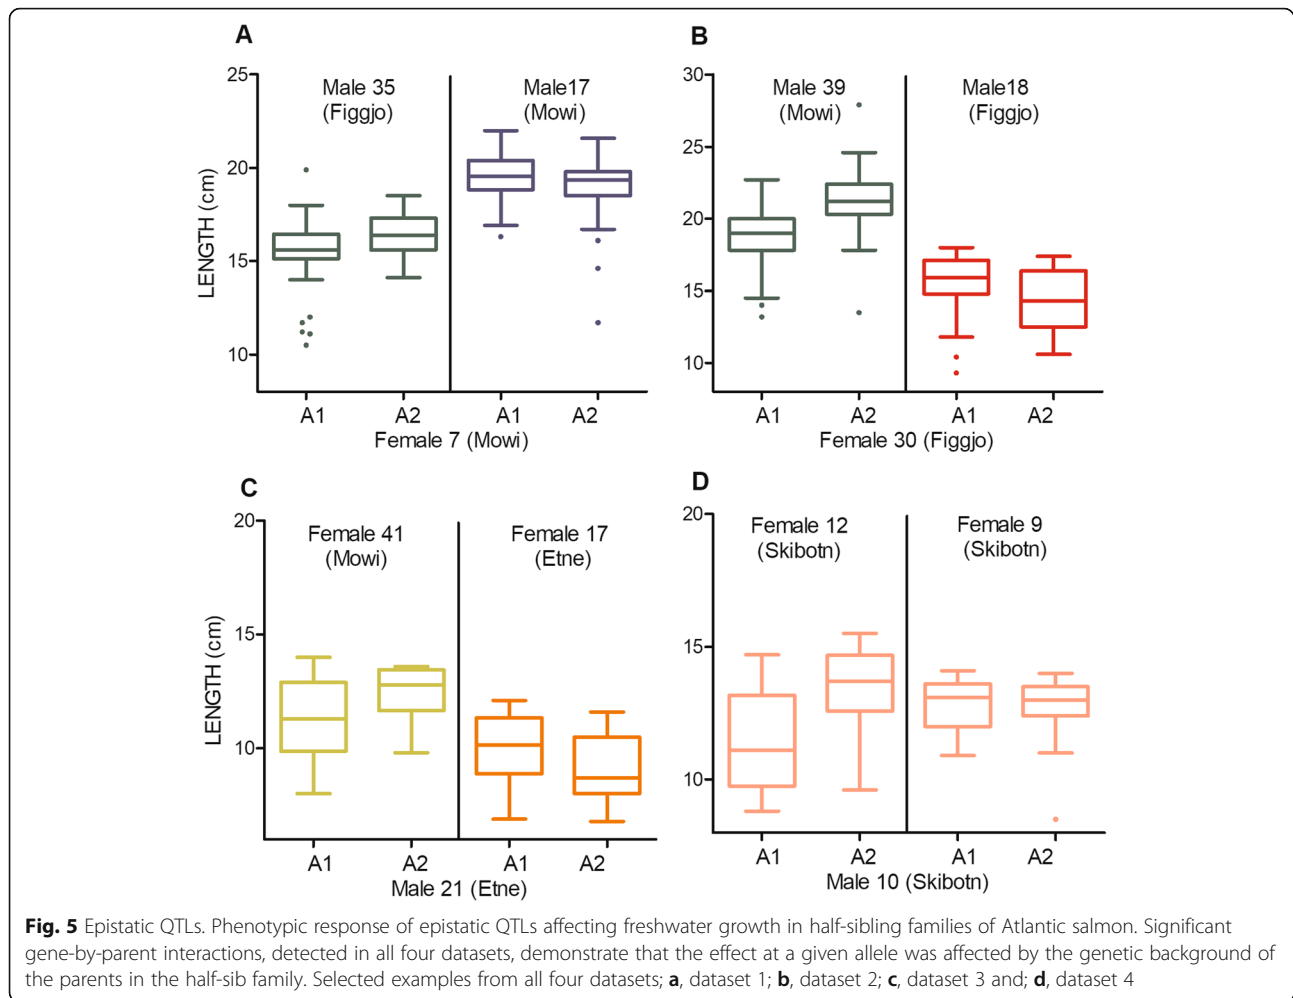 A
B
25
20
15
10
LENGTH (cm)
Male 35
(Figgjo)
Male17
(Mowi)
A1
A2
A1
A2
Female 7 (Mowi)
30
25
20
15
10
Male 39
(Mowi)
Male18
(Figgjo)
A1
A2
A1
A2
Female 30 (Figgjo)
C
D
20
15
10
LENGTH (cm)
Female 41
(Mowi)
Female 17
(Etne)
A1
A2
A1
A2
Male 21 (Etne)
20
15
10
Female 12
(Skibotn)
Female 9
(Skibotn)
A1
A2
A1
A2
Male 10 (Skibotn)
Fig. 5 Epistatic QTLs. Phenotypic response of epistatic QTLs affecting freshwater growth in half-sibling families of Atlantic salmon. Significant
gene-by-parent interactions, detected in all four datasets, demonstrate that the effect at a given allele was affected by the genetic background of
the parents in the half-sib family. Selected examples from all four datasets; a, dataset 1; b, dataset 2; c, dataset 3 and; d, dataset 4